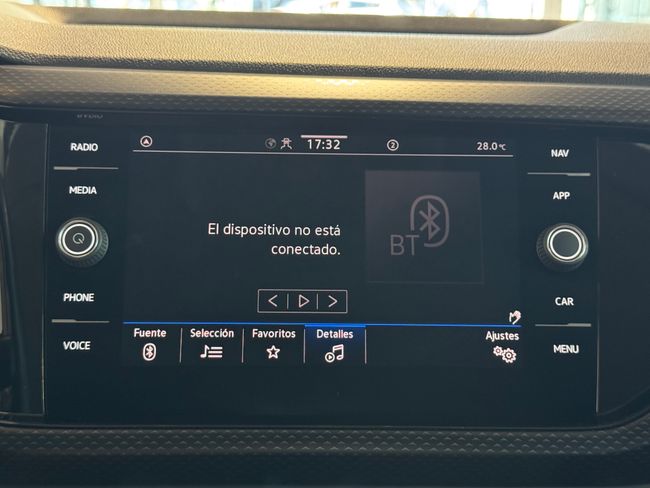 RADIO
MEDIA
PHONE
VOICE
17:32
2
28.0°C
El dispositivo no está
conectado.
BT
Fuente
Selección
Favoritos
Detalles
Ajustes
NAV
APP
CAR
MENU